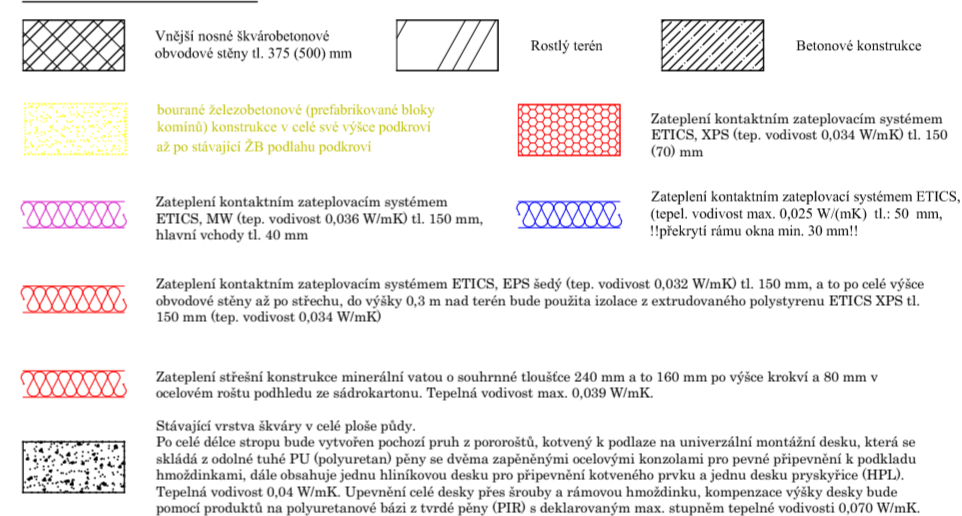 Vnější nosné škvárobetonové
obvodové stěny tl. 375 (500) mm
Rostlý terén
Betonové konstrukce
bourané železobetonové (prefabrikované bloky
komínů) konstrukce v celé své výšce podkroví
až po stávající ŽB podlahu podkroví
Zateplení kontaktním zateplovacím systémem
ETICS, XPS (tep. vodivost 0,034 W/mK) tl. 150
(70) mm
Zateplení kontaktním zateplovacím systémem
ETICS, MW (tep. vodivost 0,036 W/mK) tl. 150 mm,
hlavní vchody tl. 40 mm
Zateplení kontaktním zateplovací systémem ETICS,
(tepel. vodivost max. 0,025 W/(mK) tl.: 50 mm,
!!překrytí rámu okna min. 30 mm!!
Zateplení kontaktním zateplovacím systémem ETICS, EPS šedý (tep. vodivost 0,032 W/mK) tl. 150 mm, a to po celé výšce
obvodové stěny až po střechu, do výšky 0,3 m nad terén bude použita izolace z extrudovaného polystyrenu ETICS XPS tl.
150 mm (tep. vodivost 0,034 W/mK)
Zateplení střešní konstrukce minerální vatou o souhrnné tloušťce 240 mm a to 160 mm po výšce krokví a 80 mm v
ocelovém roštu podhledu ze sádrokartonu. Tepelná vodivost max. 0,039 W/mK.
Stávající vrstva škváry v celé ploše půdy.
Po celé délce stropu bude vytvořen pochozí pruh z pororoštů, kotvený k podlaze na univerzální montážní desku, která se
skládá z odolné tuhé PU (polyuretan) pěny se dvěma zapěněnými ocelovými konzolami pro pevné připevnění k podkladu
hmoždinkami, dále obsahuje jednu hliníkovou desku pro připevnění kotveného prvku a jednu desku pryskyřice (HPL).
Tepelná vodivost 0,04 W/mK. Upevnění celé desky přes šrouby a rámovou hmoždinku, kompenzace výšky desky bude
pomocí produktů na polyuretanové bázi z tvrdé pěny (PIR) s deklarovaným max. stupněm tepelné vodivosti 0,070 W/mK.